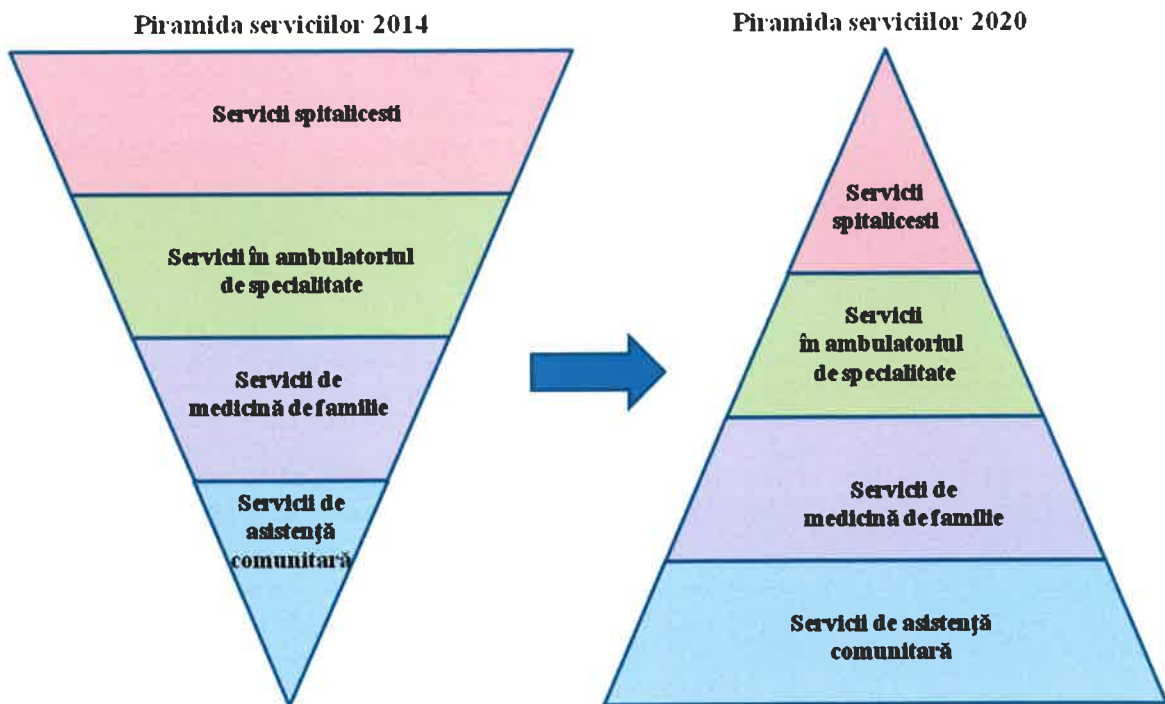 Piramida serviciilor 2014
Servicii spitalicesti
Servicii în ambulatoriul
de specialitate
Servicii de
medicină de familie
Servicii de
asistență
comunitară
Piramida serviciilor 2020
Servicii
spitalicesti
Servicii
în ambulatoriul
de specialitate
Servicii de
medicină de familie
Servicii de asistență
comunitară